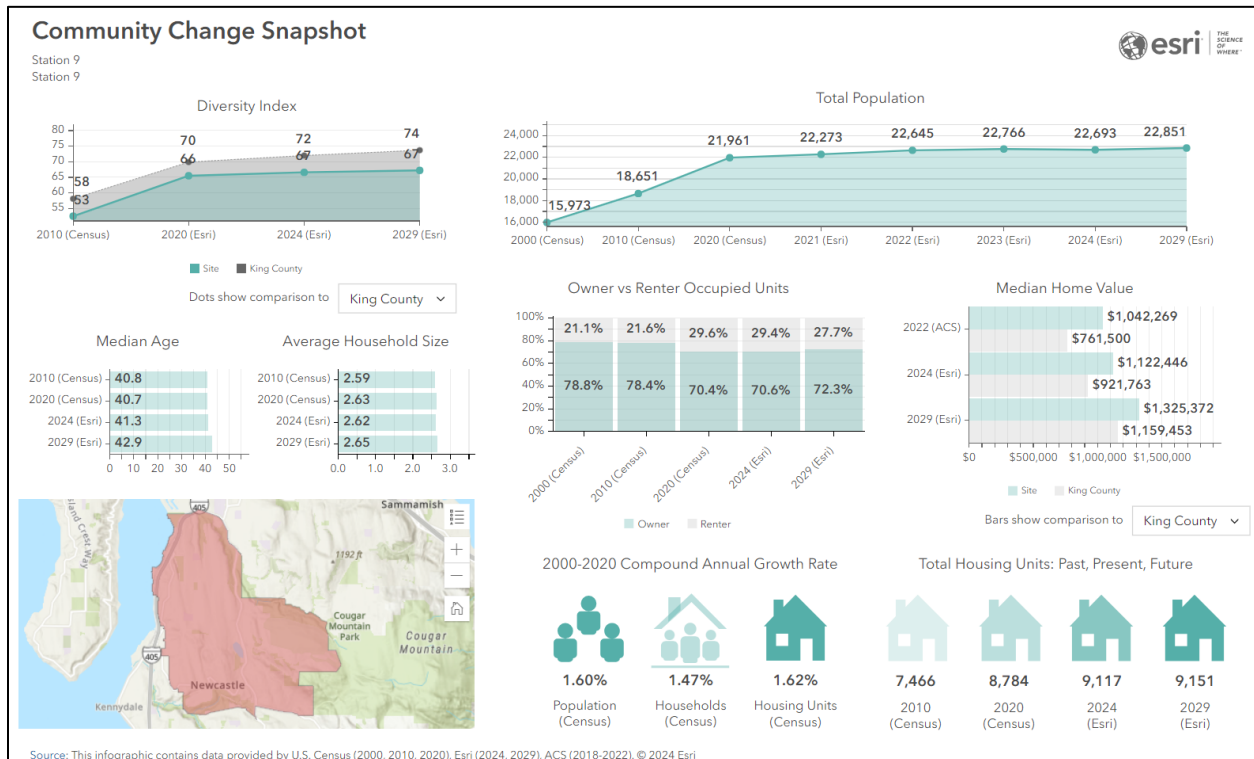 Community Change Snapshot
Station 9
Station 9
esri
THE
SCIENCE
OF
WHERE
Diversity Index
80
75
70
65
60
55
58
53
70
66
72
67
74
67
2010 (Census)
2020 (Esri)
2024 (Esri)
2029 (Esri)
Site
King County
Dots show comparison to
King County
Total Population
24,000
22,000
20,000
18,000
16,000
15,973
18,651
21,961
22,273
22,645
22,766
22,693
22,851
2000 (Census)
2010 (Census)
2020 (Census)
2021 (Esri)
2022 (Esri)
2023 (Esri)
2024 (Esri)
2029 (Esri)
Median Age
2010 (Census) 40.8
2020 (Census) 40.7
2024 (Esri) 41.3
2029 (Esri) 42.9
0 10 20 30 40 50
Average Household Size
2010 (Census) 2.59
2020 (Census) 2.63
2024 (Esri) 2.62
2029 (Esri) 2.65
0.0 1.0 2.0 3.0
Owner vs Renter Occupied Units
100%
80%
60%
40%
20%
0%
21.1% 21.6% 29.6% 29.4% 27.7%
78.8% 78.4% 70.4% 70.6% 72.3%
2000 (Census)
2010 (Census)
2020 (Census)
2024 (Esri)
2029 (Esri)
Owner
Renter
Median Home Value
2022 (ACS)
$1,042,269
$761,500
2024 (Esri)
$1,122,446
$921,763
2029 (Esri)
$1,325,372
$1,159,453
$0 $500,000 $1,000,000 $1,500,000
Site
King County
Bars show comparison to
King County
405
Sammamish
Island Crest Way
1192 ft
Cougar
Mountain
Park
Cougar
Mountain
405
Newcastle
Kennydale
2000-2020 Compound Annual Growth Rate
1.60%
Population
(Census)
1.47%
Households
(Census)
1.62%
Housing Units
(Census)
Total Housing Units: Past, Present, Future
7,466
2010
(Census)
8,784
2020
(Census)
9,117
2024
(Esri)
9,151
2029
(Esri)
Source: This infographic contains data provided by U.S. Census (2000, 2010, 2020), Esri (2024, 2029), ACS (2018-2022). © 2024 Esri